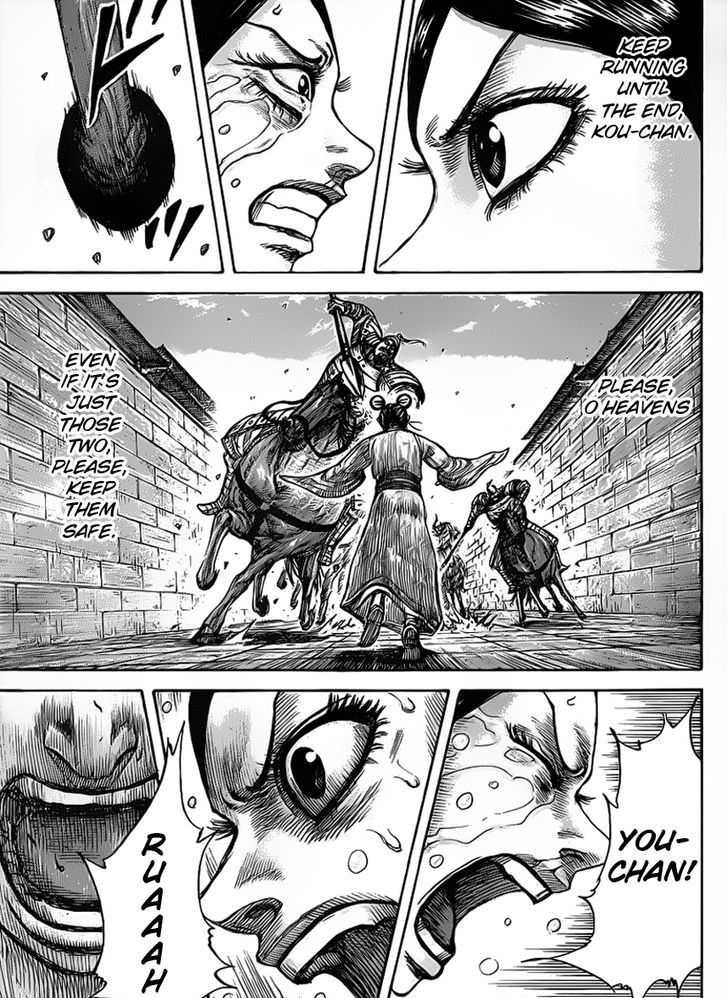 KEEP
RUNNING
UNTIL
THE END,
KOU-CHAN.
PLEASE,
O HEAVENS
EVEN
IF IT'S
JUST
THOSE
TWO,
PLEASE,
KEEP
THEM
SAFE.
YOU-
CHAN!
RUAAAH